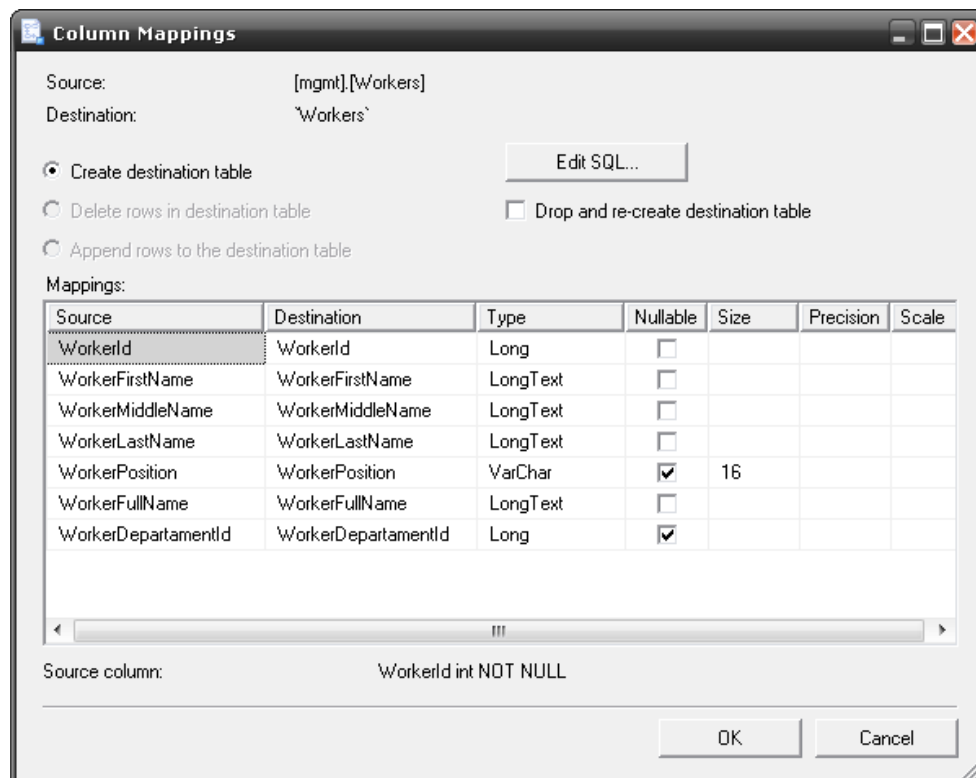 Column Mappings
Source: [mgmt].[Workers]
Destination: `Workers`
Create destination table Edit SQL...
Delete rows in destination table Drop and re-create destination table
Append rows to the destination table
Mappings:
Source Destination Type Nullable Size Precision Scale
WorkerId WorkerId Long
WorkerFirstName WorkerFirstName LongText
WorkerMiddleName WorkerMiddleName LongText
WorkerLastName WorkerLastName LongText
WorkerPosition WorkerPosition VarChar 16
WorkerFullName WorkerFullName LongText
WorkerDepartamentId WorkerDepartamentId Long
Source column: WorkerId int NOT NULL
OK Cancel